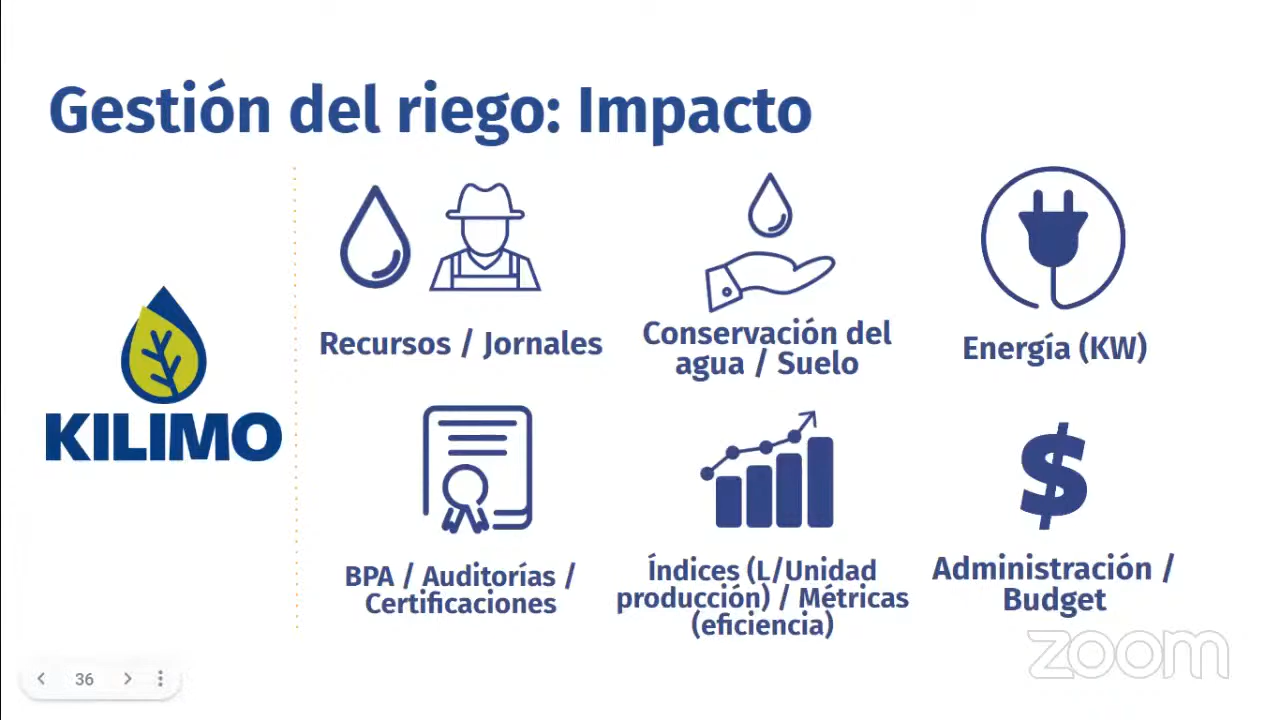 Gestión del riego: Impacto
KILIMO
Recursos / Jornales
Conservación del
agua / Suelo
Energía (KW)
BPA / Auditorías /
Certificaciones
Índices (L/Unidad
producción) / Métricas
(eficiencia)
$
Administración /
Budget
36
zoom